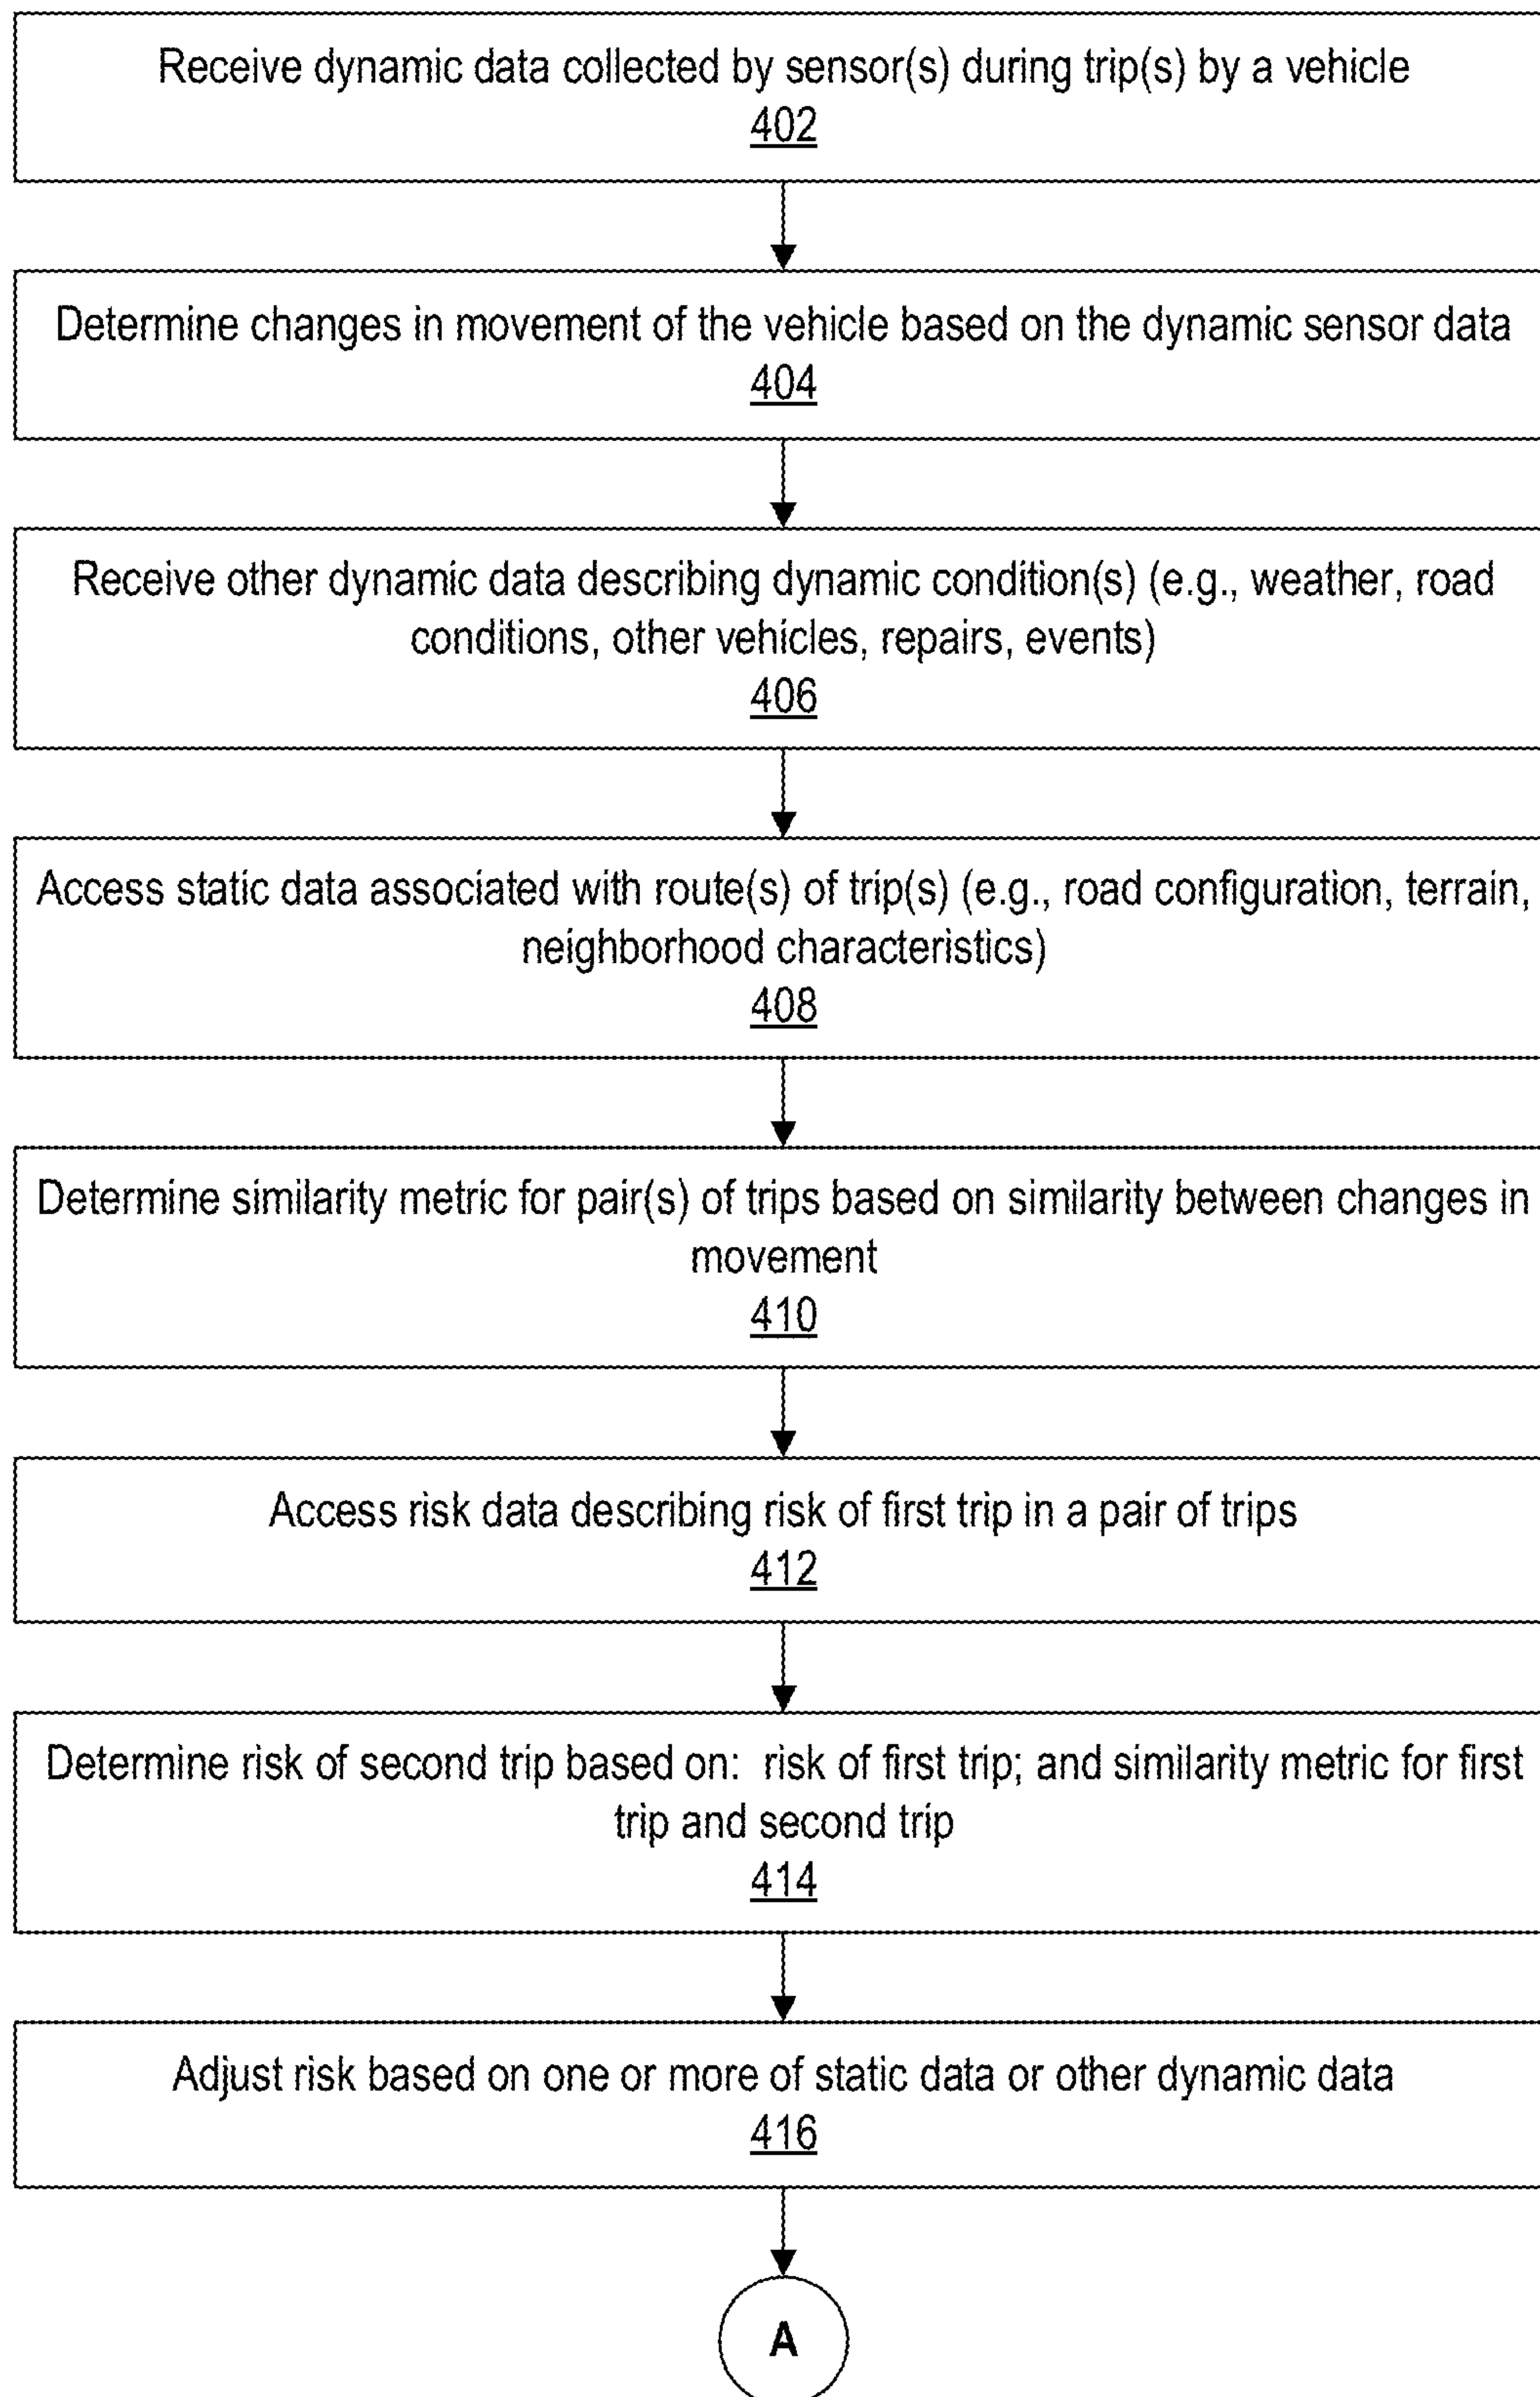 Receive dynamic data collected by sensor(s) during trip(s) by a vehicle
402
Determine changes in movement of the vehicle based on the dynamic sensor data
404
Receive other dynamic data describing dynamic condition(s) (e.g., weather, road
conditions, other vehicles, repairs, events)
406
Access static data associated with route(s) of trip(s) (e.g., road configuration, terrain,
neighborhood characteristics)
408
Determine similarity metric for pair(s) of trips based on similarity between changes in
movement
410
Access risk data describing risk of first trip in a pair of trips
412
Determine risk of second trip based on:  risk of first trip; and similarity metric for first
trip and second trip
414
Adjust risk based on one or more of static data or other dynamic data
416
A